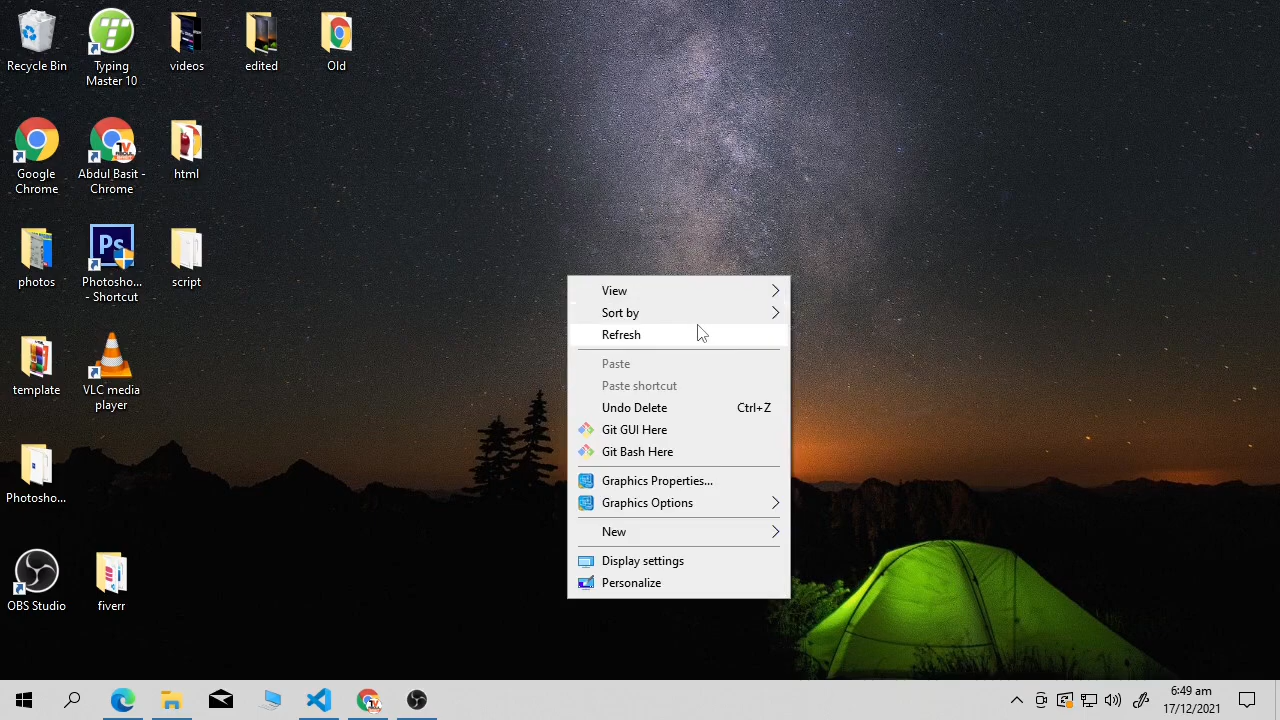 Recycle Bin
Typing
Master 10
videos
edited
Old
Google
Chrome
Abdul Basit -
Chrome
html
photos
Ps
Photosho...
- Shortcut
script
template
VLC media
player
Photosho...
OBS Studio
fiverr
View
Sort by
Refresh
Paste
Paste shortcut
Undo Delete Ctrl+Z
Git GUI Here
Git Bash Here
Graphics Properties...
Graphics Options
New
Display settings
Personalize
6:49 am
17/12/2021